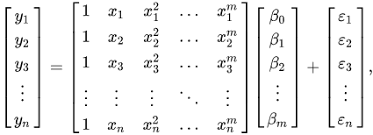 y₁ 1 x₁ x₁² … x₁ᵐ β₀ ε₁
y₂ 1 x₂ x₂² … x₂ᵐ β₁ ε₂
y₃ = 1 x₃ x₃² … x₃ᵐ β₂ + ε₃ ,
⋮ ⋮ ⋮ ⋮ ⋱ ⋮ ⋮ ⋮
yₙ 1 xₙ xₙ² … xₙᵐ βₘ εₙ